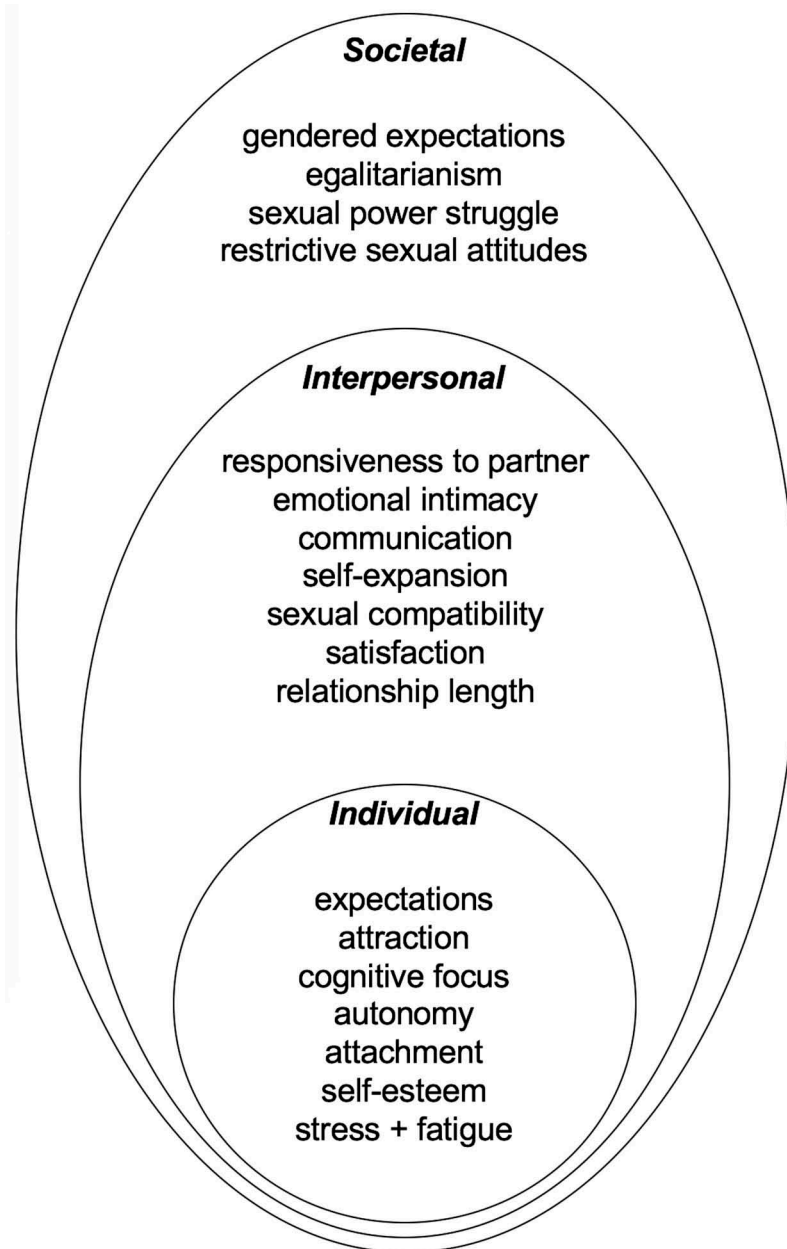 Societal
gendered expectations
egalitarianism
sexual power struggle
restrictive sexual attitudes
Interpersonal
responsiveness to partner
emotional intimacy
communication
self-expansion
sexual compatibility
satisfaction
relationship length
Individual
expectations
attraction
cognitive focus
autonomy
attachment
self-esteem
stress + fatigue